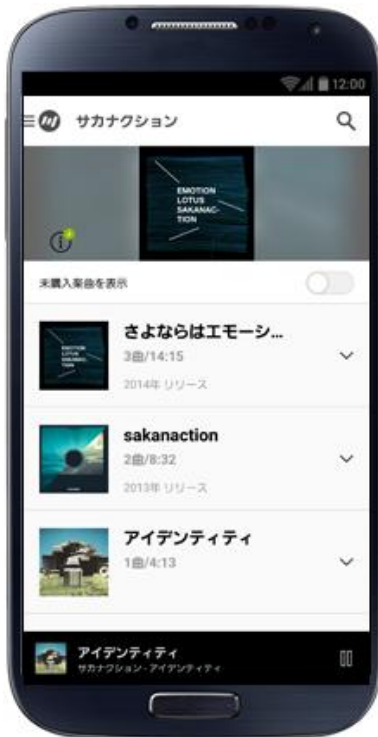 12:00
サカナクション
EMOTION
LOTUS
SAKANAC-
TION
未購入楽曲を表示
さよならはエモーシ...
3曲/14:15
2014年 リリース
sakanaction
2曲/8:32
2013年 リリース
アイデンティティ
1曲/4:13
アイデンティティ
サカナクション - アイデンティティ